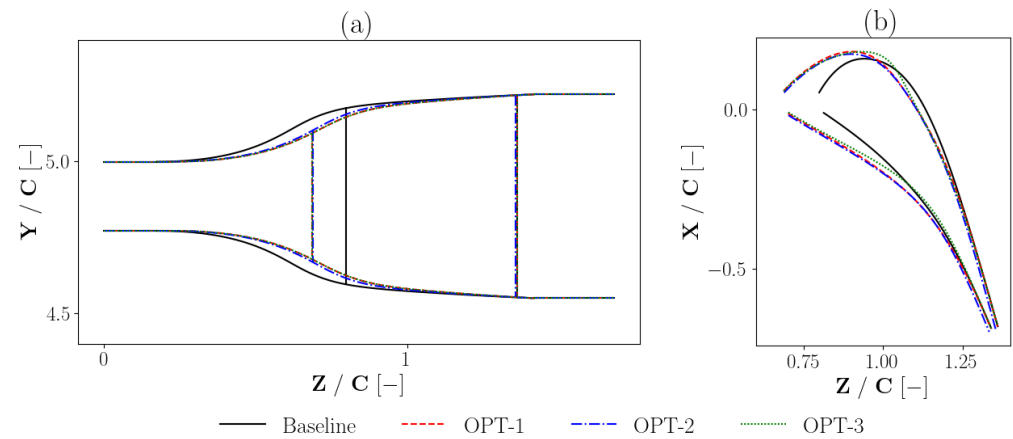 (a)
(b)
5.0
4.5
Y / C [−]
0
1
Z / C [−]
0.0
−0.5
X / C [−]
0.75
1.00
1.25
Z / C [−]
Baseline
OPT-1
OPT-2
OPT-3